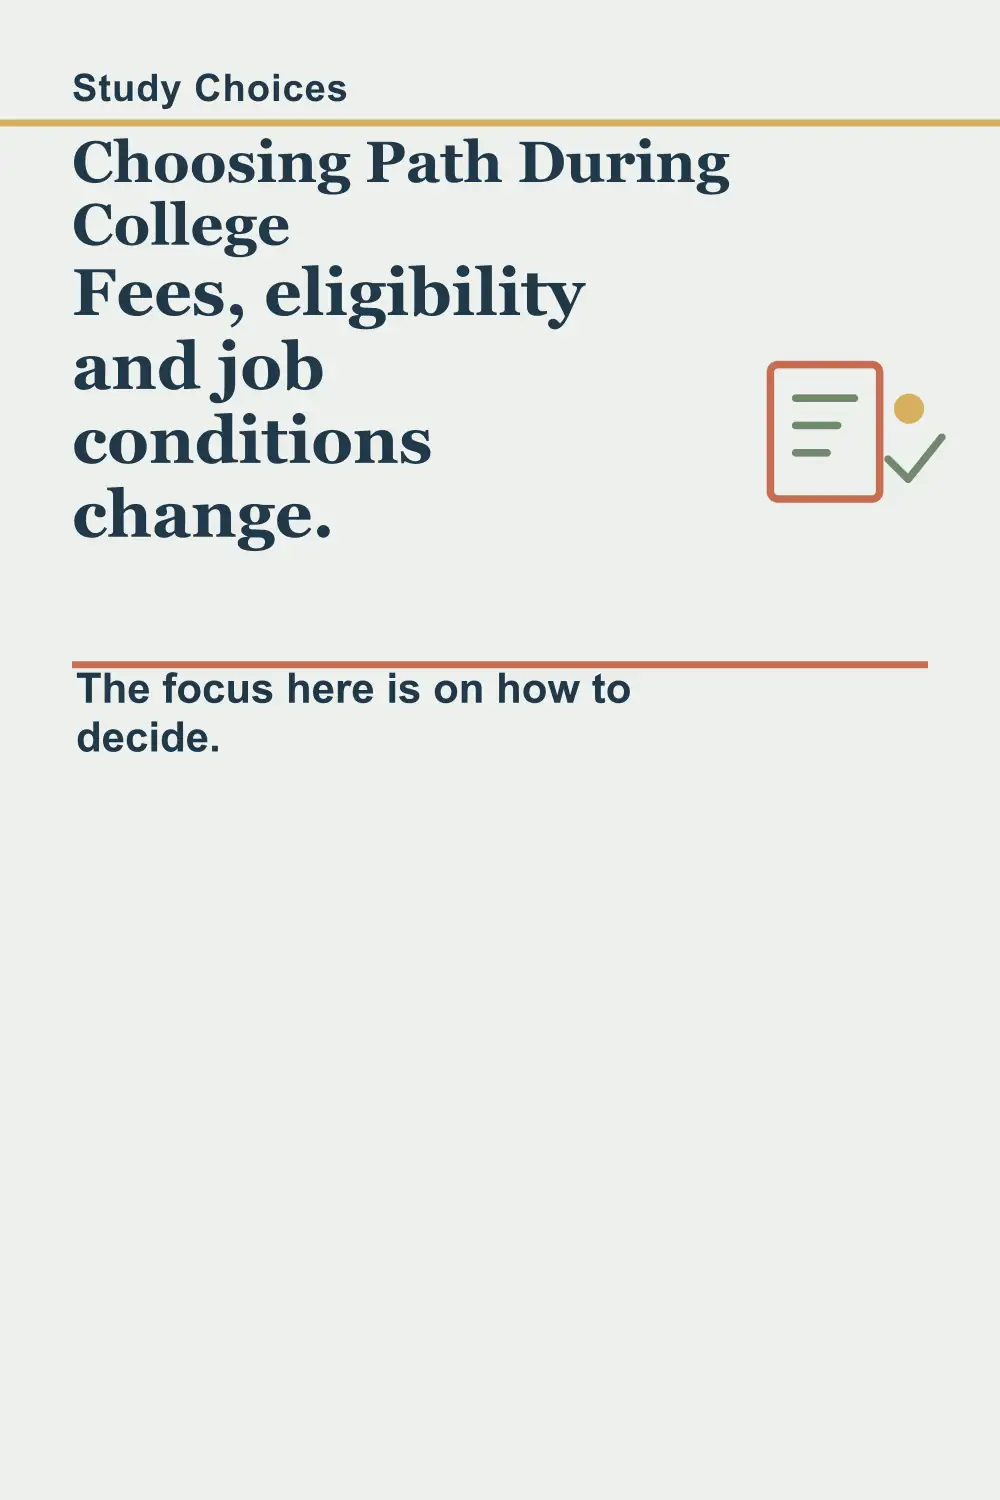 Study Choices
Choosing Path During
College
Fees, eligibility
and job
conditions
change.
The focus here is on how to
decide.